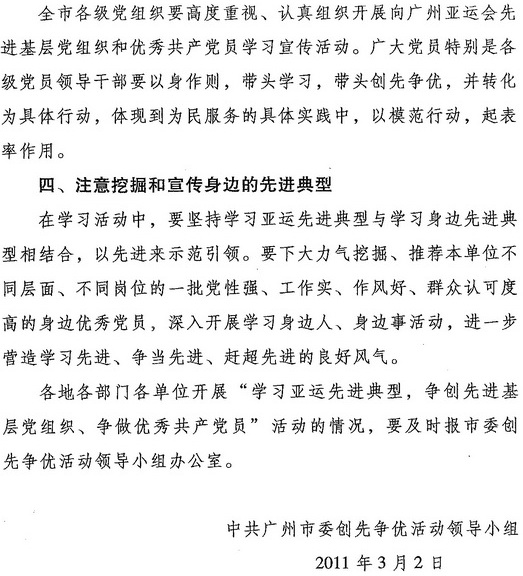 全市各级党组织要高度重视、认真组织开展向广州亚运会先
进基层党组织和优秀共产党员学习宣传活动。广大党员特别是各
级党员领导干部要以身作则，带头学习，带头创先争优，并转化
为具体行动，体现到为民服务的具体实践中，以模范行动，起表
率作用。
四、注意挖掘和宣传身边的先进典型
在学习活动中，要坚持学习亚运先进典型与学习身边先进典
型相结合，以先进来示范引领。要下大力气挖掘、推荐本单位不
同层面、不同岗位的一批党性强、工作实、作风好、群众认可度
高的身边优秀党员，深入开展学习身边人、身边事活动，进一步
营造学习先进、争当先进、赶超先进的良好风气。
各地各部门各单位开展“学习亚运先进典型，争创先进基
层党组织、争做优秀共产党员”活动的情况，要及时报市委创
先争优活动领导小组办公室。
中共广州市委创先争优活动领导小组
2011年3月2日